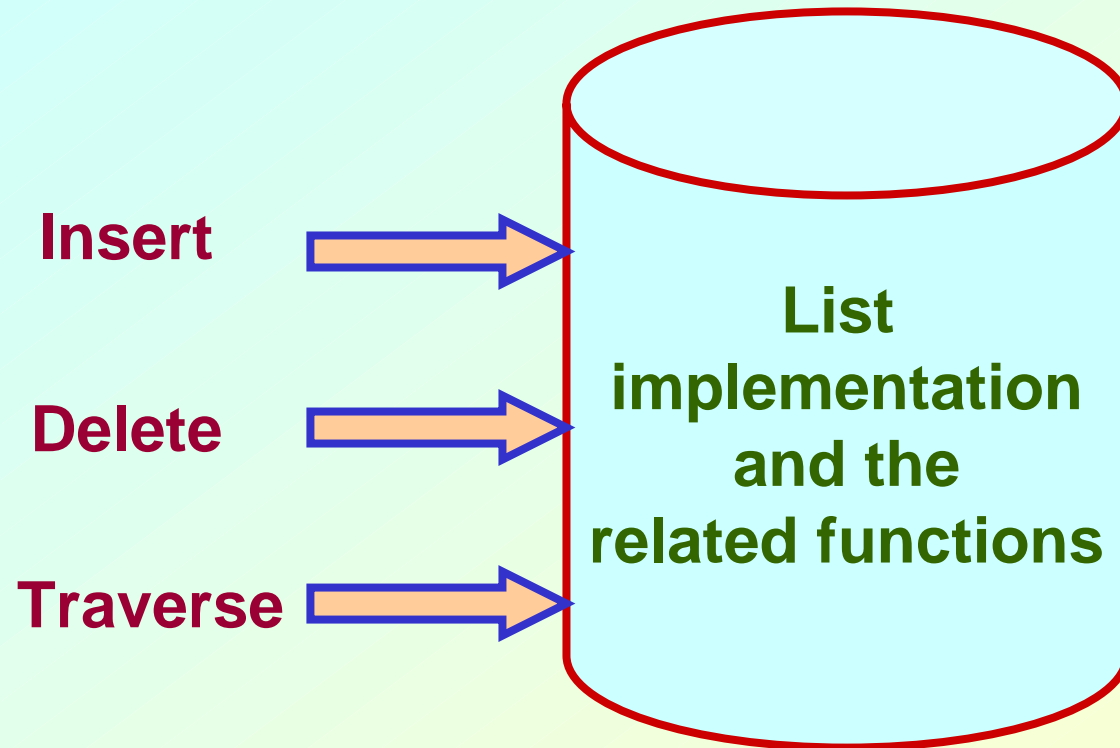 Insert
Delete
Traverse
List
implementation
and the
related functions